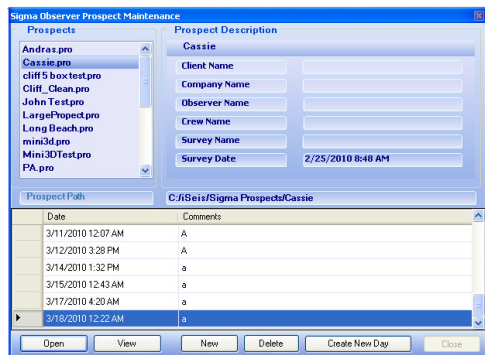 Sigma Observer Prospect Maintenance
Prospects
Andras.pro
Cassie.pro
cliff 5 box test.pro
Cliff_Clean.pro
John Test.pro
LargePropect.pro
Long Beach.pro
mini3d.pro
Mini3DTest.pro
PA.pro
Prospect Description
Cassie
Client Name
Company Name
Observer Name
Crew Name
Survey Name
Survey Date 2/25/2010 8:48 AM
Prospect Path C:/iSeis/Sigma Prospects/Cassie
Date Comments
3/11/2010 12:07 AM A
3/12/2010 3:28 PM A
3/14/2010 1:32 PM a
3/15/2010 12:43 AM a
3/17/2010 4:20 AM a
3/18/2010 12:22 AM a
Open View New Delete Create New Day Close